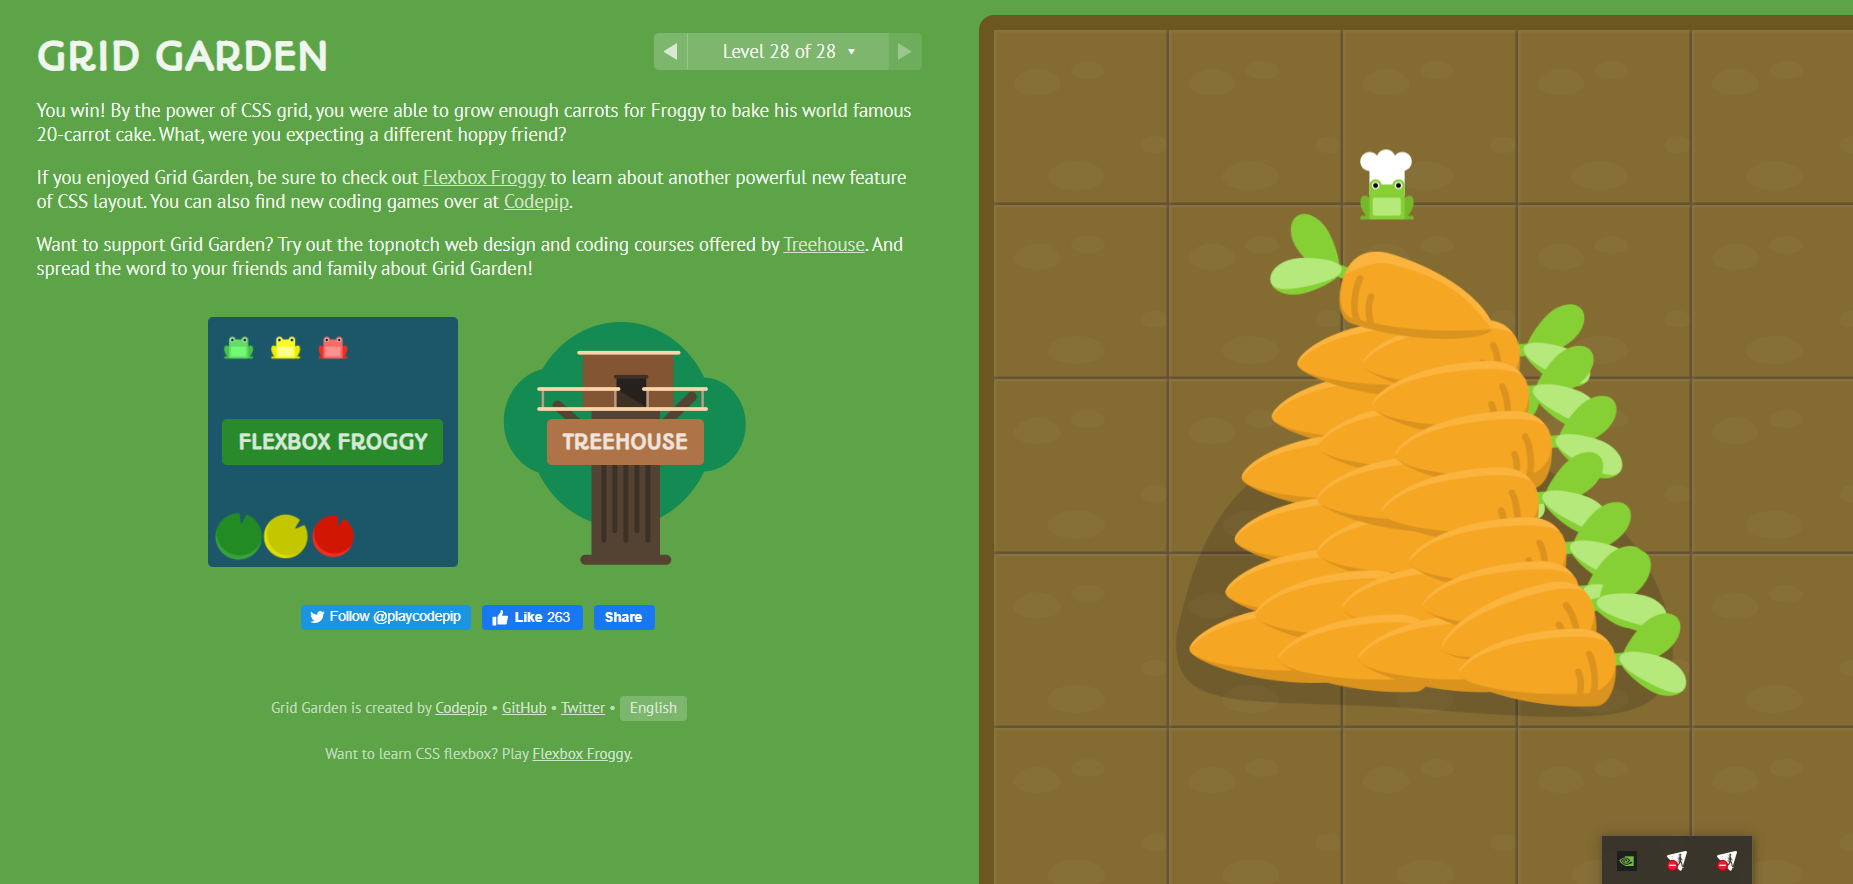 GRID GARDEN
Level 28 of 28
You win! By the power of CSS grid, you were able to grow enough carrots for Froggy to bake his world famous
20-carrot cake. What, were you expecting a different hoppy friend?
If you enjoyed Grid Garden, be sure to check out Flexbox Froggy to learn about another powerful new feature
of CSS layout. You can also find new coding games over at Codepip.
Want to support Grid Garden? Try out the topnotch web design and coding courses offered by Treehouse. And
spread the word to your friends and family about Grid Garden!
FLEXBOX FROGGY
TREEHOUSE
Follow @playcodepip
Like 263
Share
Grid Garden is created by Codepip • GitHub • Twitter • English
Want to learn CSS flexbox? Play Flexbox Froggy.